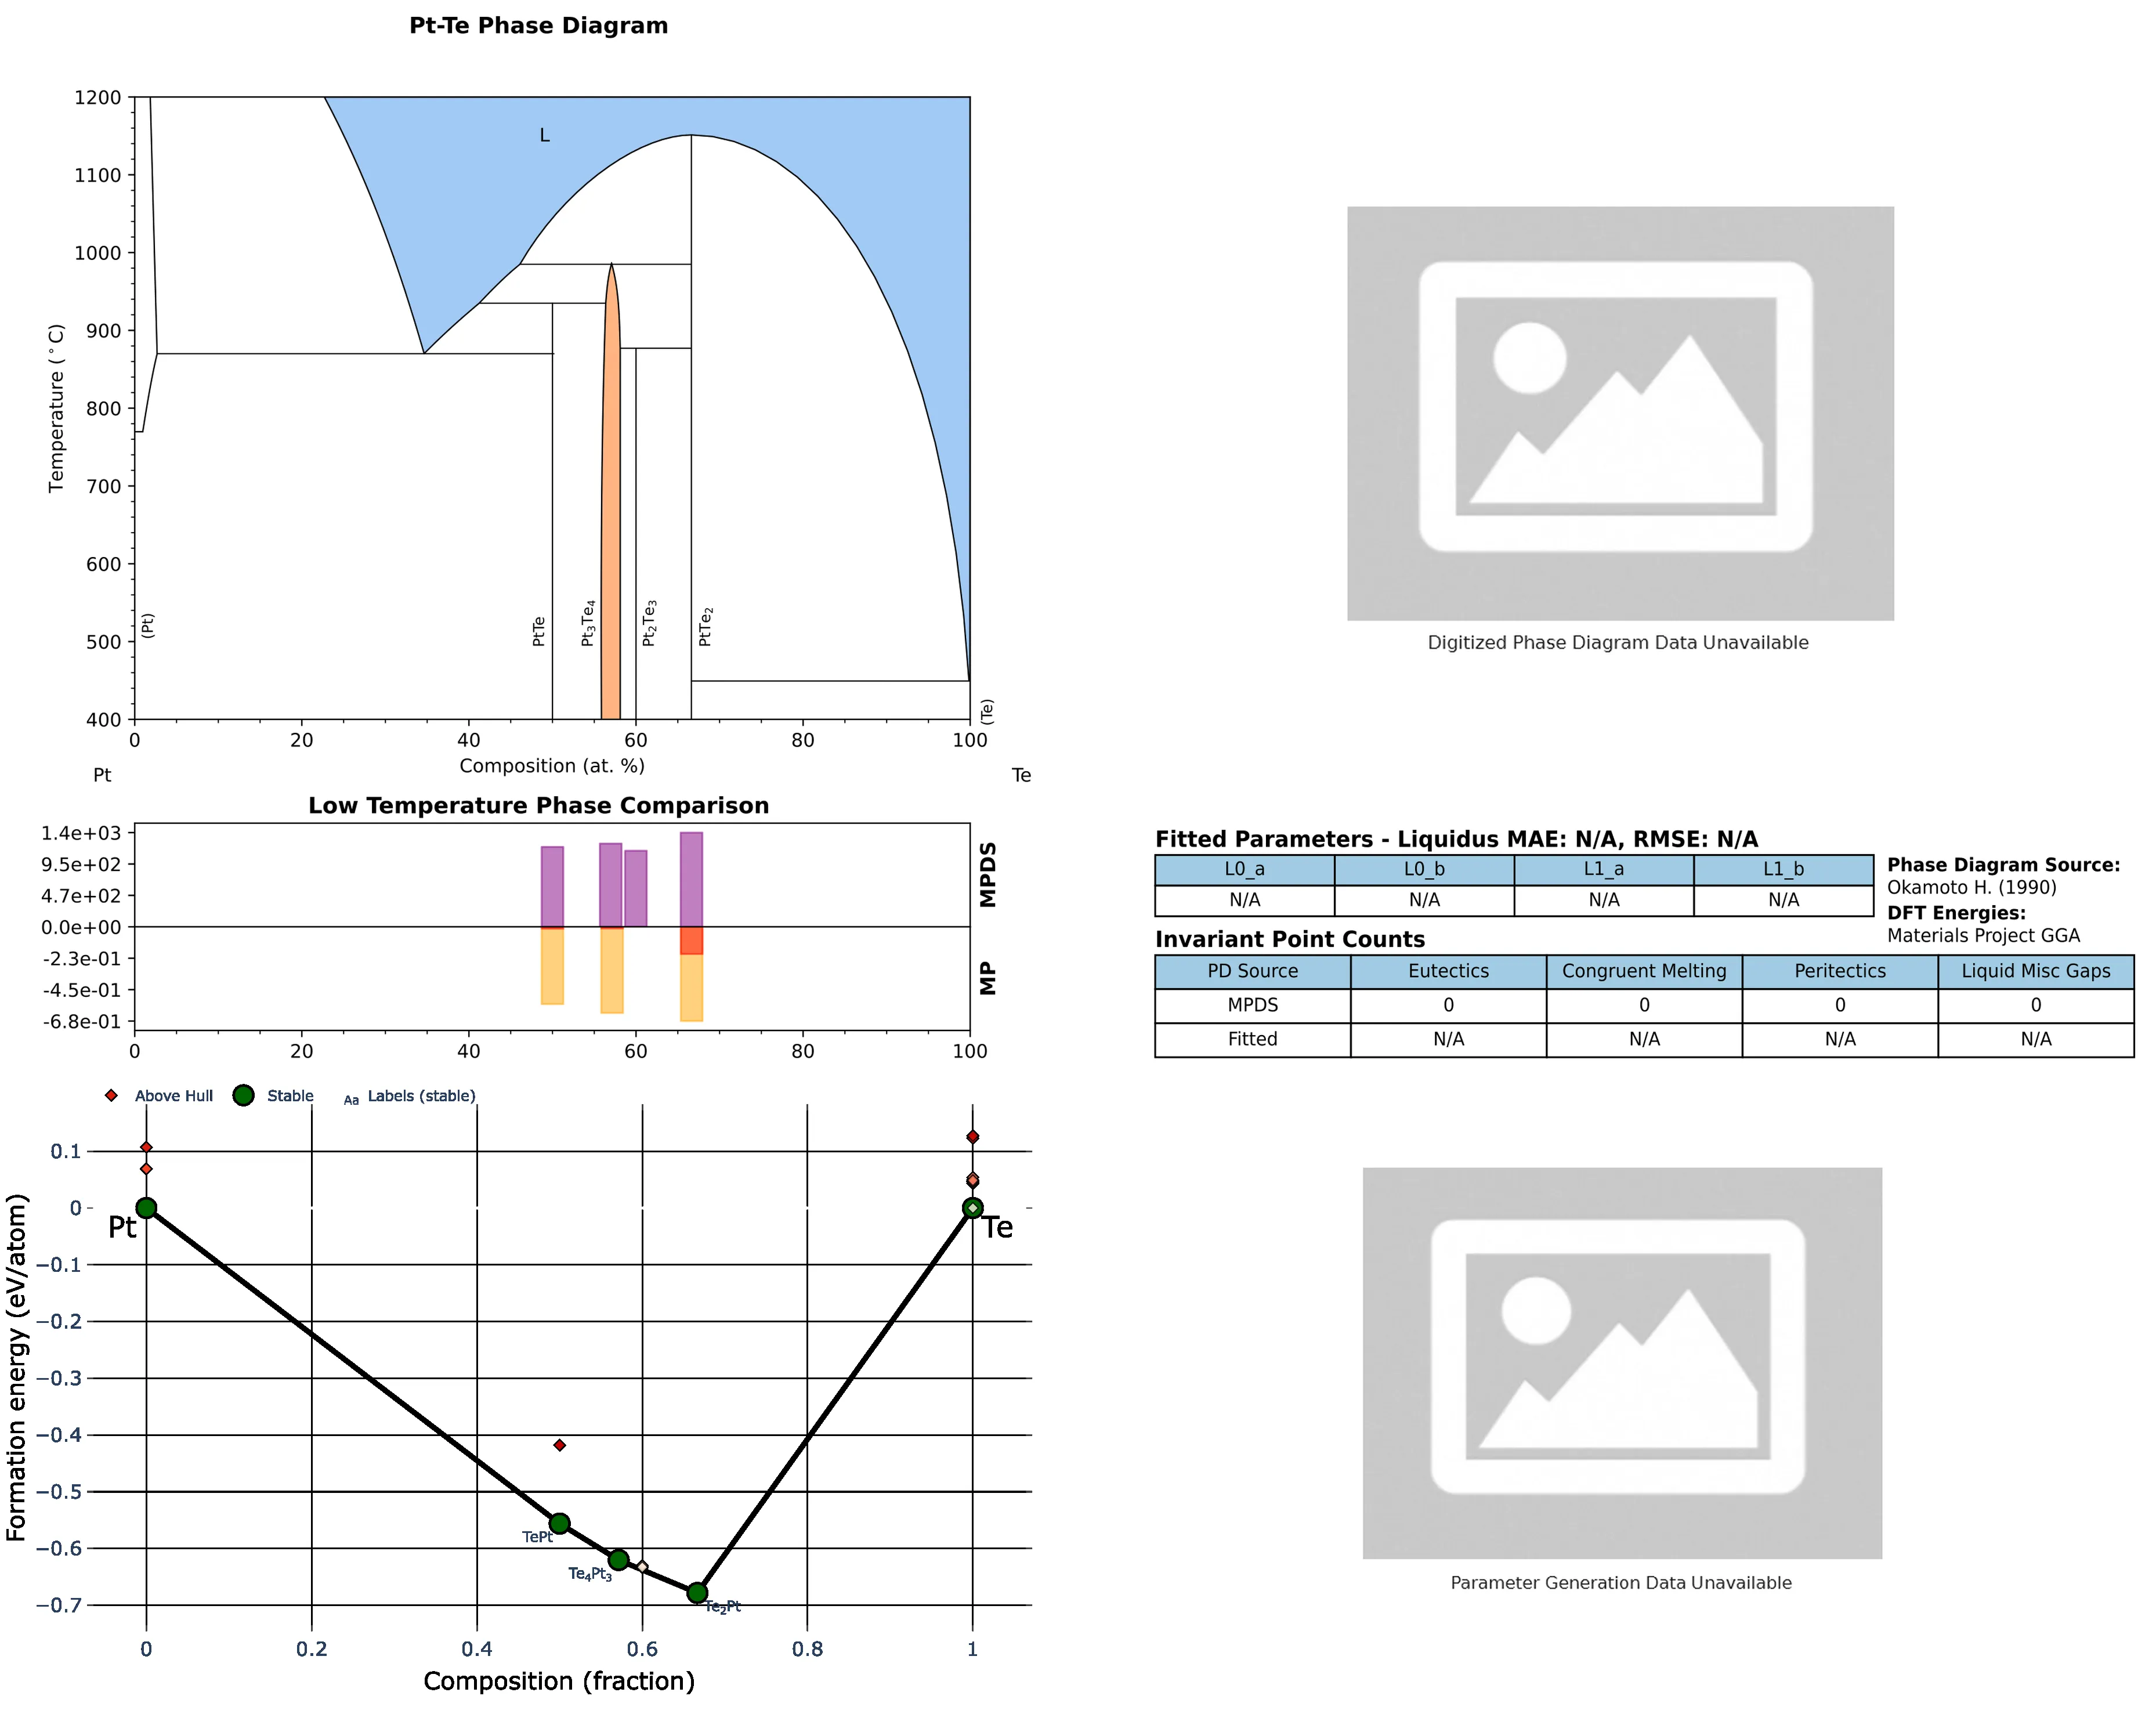 Pt-Te Phase Diagram
1200
1100
1000
900
800
700
600
500
400
Temperature (°C)
L
(Pt)
PtTe
Pt₃Te₄
Pt₂Te₃
PtTe₂
(Te)
0 20 40 60 80 100
Composition (at. %)
Pt Te
Digitized Phase Diagram Data Unavailable
Low Temperature Phase Comparison
1.4e+03
9.5e+02
4.7e+02
0.0e+00
-2.3e-01
-4.5e-01
-6.8e-01
MPDS
MP
0 20 40 60 80 100
Fitted Parameters - Liquidus MAE: N/A, RMSE: N/A
L0_a L0_b L1_a L1_b
N/A N/A N/A N/A
Phase Diagram Source:
Okamoto H. (1990)
DFT Energies:
Materials Project GGA
Invariant Point Counts
PD Source Eutectics Congruent Melting Peritectics Liquid Misc Gaps
MPDS 0 0 0 0
Fitted N/A N/A N/A N/A
Above Hull Stable Aa Labels (stable)
0.1
0
−0.1
−0.2
−0.3
−0.4
−0.5
−0.6
−0.7
Formation energy (eV/atom)
Pt
Te
TePt
Te₄Pt₃
Te₂Pt
0 0.2 0.4 0.6 0.8 1
Composition (fraction)
Parameter Generation Data Unavailable